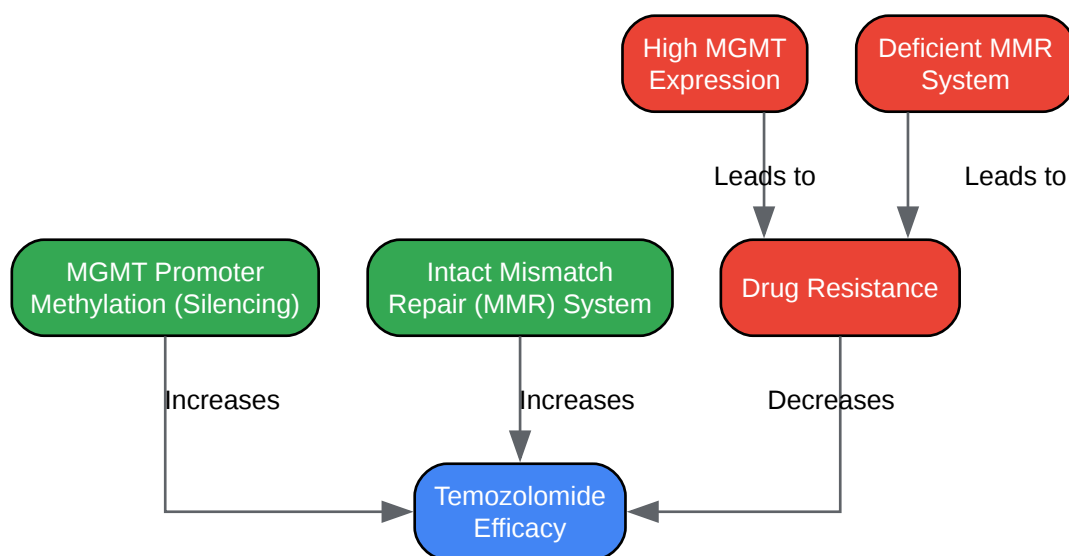 High MGMT
Expression
Deficient MMR
System
Leads to
Leads to
MGMT Promoter
Methylation (Silencing)
Intact Mismatch
Repair (MMR) System
Drug Resistance
Increases
Increases
Decreases
Temozolomide
Efficacy